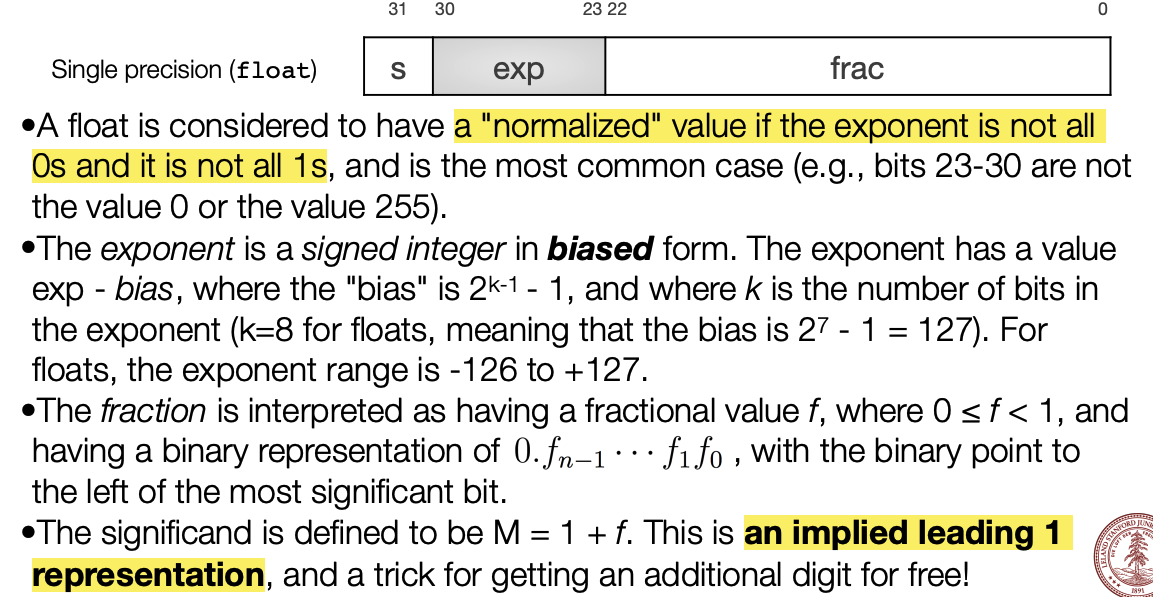 31 30 23 22 0
Single precision (float) s exp frac
•A float is considered to have a "normalized" value if the exponent is not all
0s and it is not all 1s, and is the most common case (e.g., bits 23-30 are not
the value 0 or the value 255).
•The exponent is a signed integer in biased form. The exponent has a value
exp - bias, where the "bias" is 2ᵏ⁻¹ - 1, and where k is the number of bits in
the exponent (k=8 for floats, meaning that the bias is 2⁷ - 1 = 127). For
floats, the exponent range is -126 to +127.
•The fraction is interpreted as having a fractional value f, where 0 ≤ f < 1, and
having a binary representation of 0.fₙ₋₁ ⋯ f₁f₀ , with the binary point to
the left of the most significant bit.
•The significand is defined to be M = 1 + f. This is an implied leading 1
representation, and a trick for getting an additional digit for free!
LELAND STANFORD JUN
1891